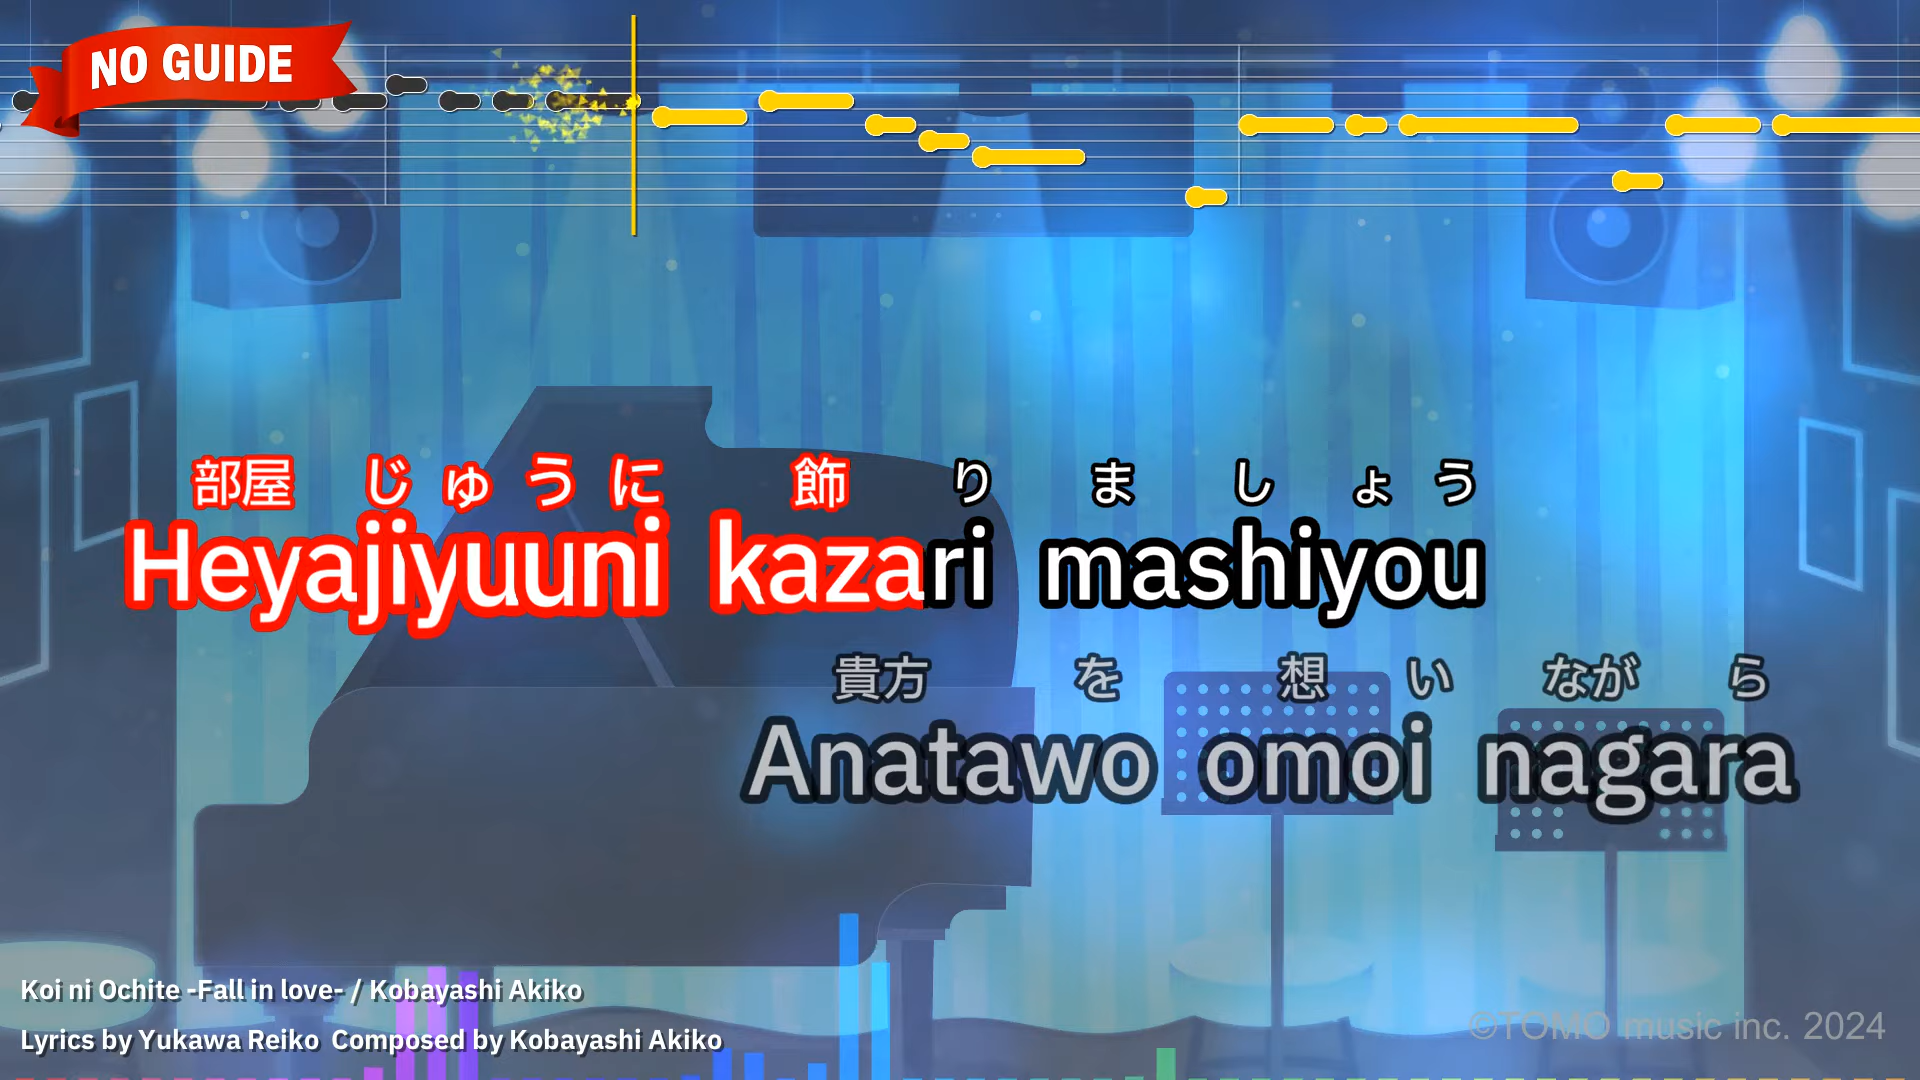 NO GUIDE
部屋じゅうに 飾りましょう
Heyajiyuuni kazari mashiyou
貴方を 想い ながら
Anatawo omoi nagara
Koi ni Ochite -Fall in love- / Kobayashi Akiko
Lyrics by Yukawa Reiko Composed by Kobayashi Akiko
©TOMO music inc. 2024